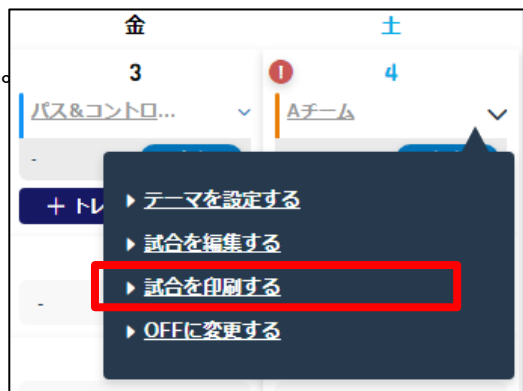 金 土
3 4
パス&コントロ... Aチーム
-
＋ トレ
テーマを設定する
試合を編集する
試合を印刷する
-
OFFに変更する